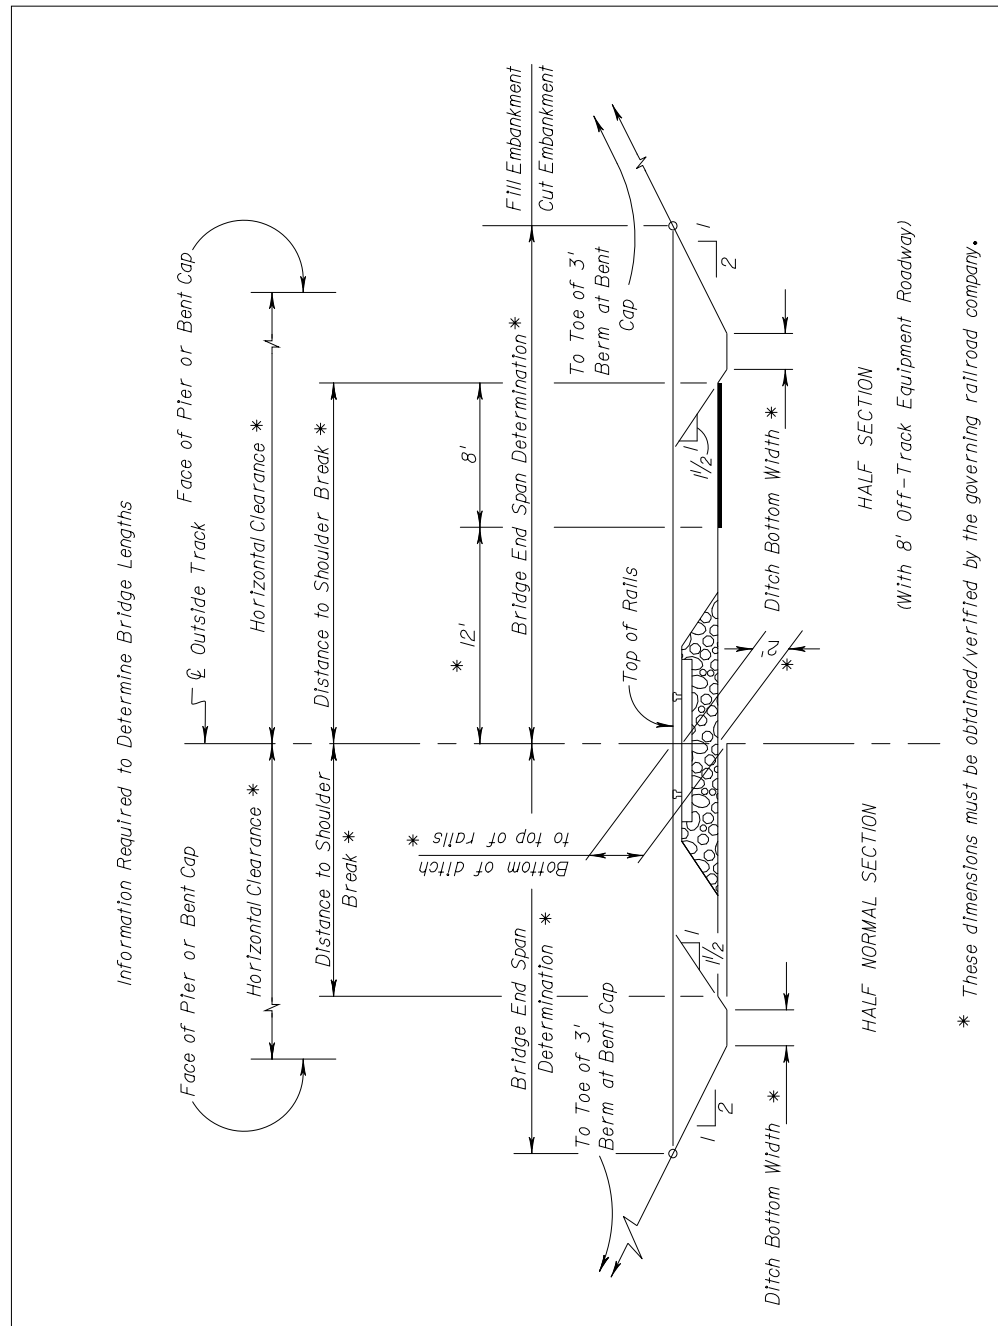 Information Required to Determine Bridge Lengths
Face of Pier or Bent Cap
℄ Outside Track
Face of Pier or Bent Cap
Horizontal Clearance *
Horizontal Clearance *
Distance to Shoulder
Break *
Distance to Shoulder Break *
* 12'
8'
Bridge End Span
Determination *
Bridge End Span Determination *
Fill Embankment
Cut Embankment
Bottom of ditch
to top of rails *
To Toe of 3'
Berm at Bent Cap
To Toe of 3'
Berm at Bent
Cap
Top of Rails
1
2
1
1 1/2
1
1 1/2
1
2
2'
*
Ditch Bottom Width *
Ditch Bottom Width *
HALF NORMAL SECTION
HALF SECTION
(With 8' Off-Track Equipment Roadway)
* These dimensions must be obtained/verified by the governing railroad company.